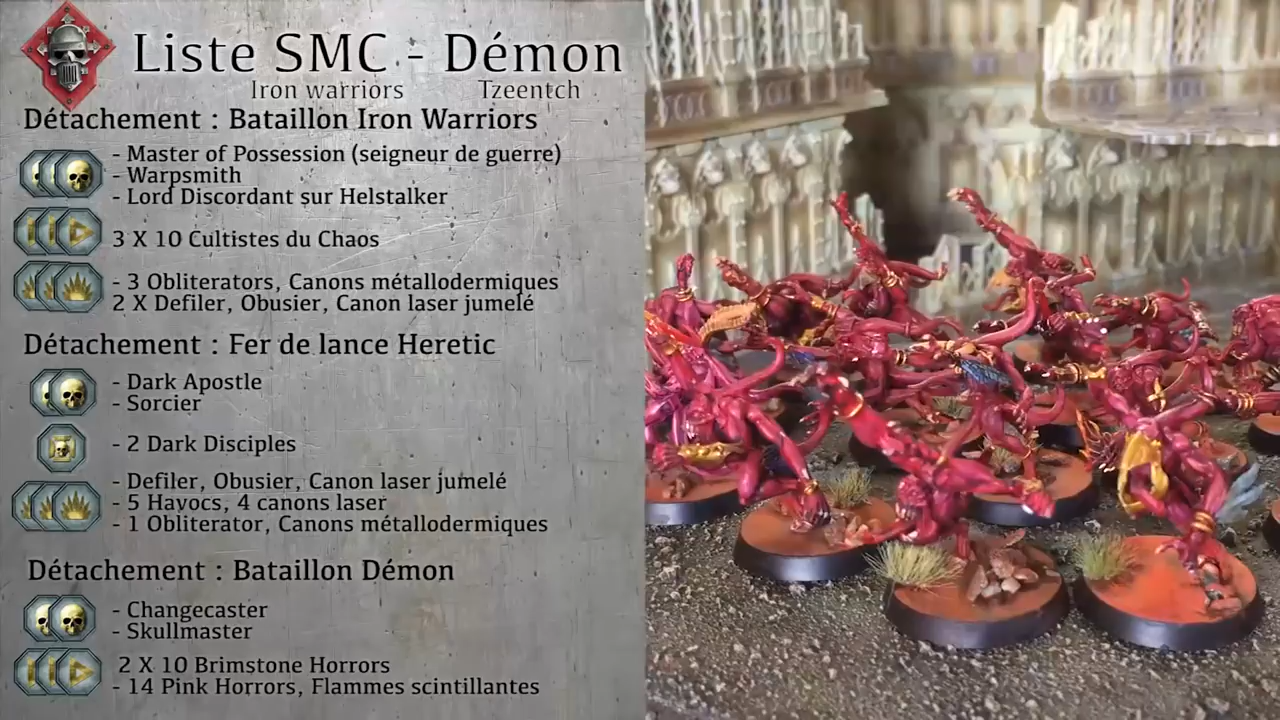 Liste SMC - Démon
Iron warriors Tzeentch
Détachement : Bataillon Iron Warriors
- Master of Possession (seigneur de guerre)
- Warpsmith
- Lord Discordant sur Helstalker
3 X 10 Cultistes du Chaos
- 3 Obliterators, Canons métallodermiques
2 X Defiler, Obusier, Canon laser jumelé
Détachement : Fer de lance Heretic
- Dark Apostle
- Sorcier
- 2 Dark Disciples
- Defiler, Obusier, Canon laser jumelé
- 5 Havocs, 4 canons laser
- 1 Obliterator, Canons métallodermiques
Détachement : Bataillon Démon
- Changecaster
- Skullmaster
2 X 10 Brimstone Horrors
- 14 Pink Horrors, Flammes scintillantes